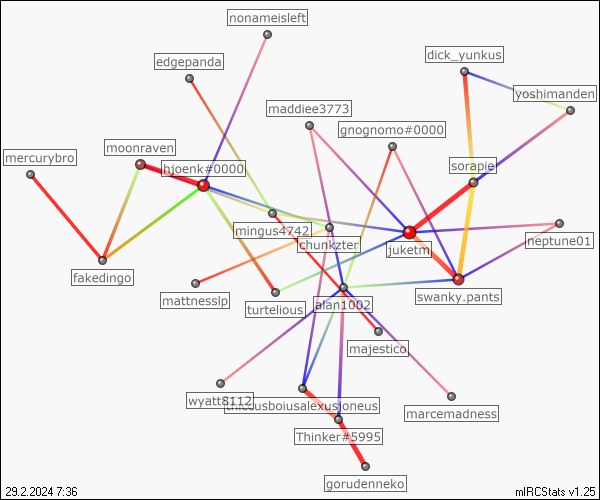 nonameisleft
dick_yunkus
edgepanda
yoshimanden
maddiee3773
gnognomo#0000
moonraven
mercurybro
hjoenk#0000
sorapie
mingus4742
chunkzter
juketm
neptune01
fakedingo
mattnesslp
turtelious
alan1002
swanky.pants
majestico
wyatt8112
marcemadness
Thinker#5995
gorudenneko
29.2.2024 7:36
mIRCStats v1.25